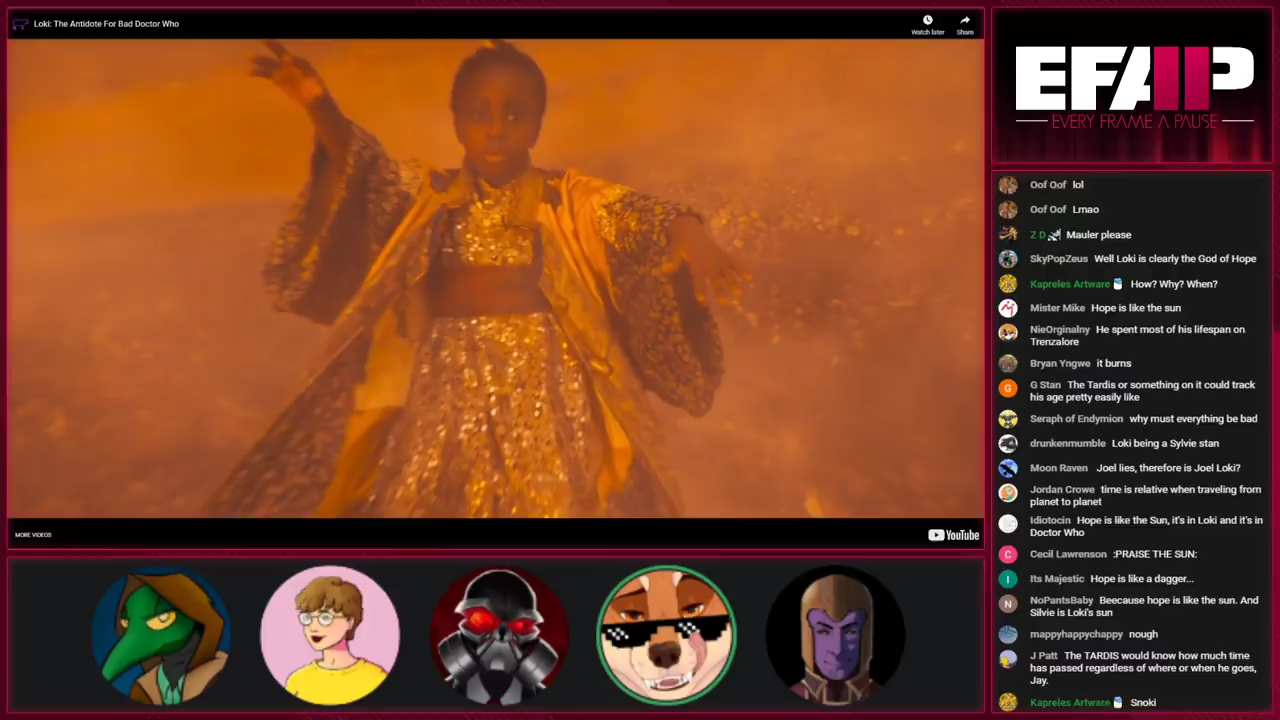 Loki: The Antidote For Bad Doctor Who
Watch later
Share
MORE VIDEOS
YouTube
EFAP
EVERY FRAME A PAUSE
Oof Oof lol
Oof Oof Lmao
Z D Mauler please
SkyPopZeus Well Loki is clearly the God of Hope
Kapreles Artware How? Why? When?
Mister Mike Hope is like the sun
NieOrginalny He spent most of his lifespan on
Trenzalore
Bryan Yngwe it burns
G
G Stan The Tardis or something on it could track
his age pretty easily like
Seraph of Endymion why must everything be bad
drunkenmumble Loki being a Sylvie stan
Moon Raven Joel lies, therefore is Joel Loki?
Jordan Crowe time is relative when traveling from
planet to planet
Idiotocin Hope is like the Sun, it's in Loki and it's in
Doctor Who
C
Cecil Lawrenson :PRAISE THE SUN:
I
Its Majestic Hope is like a dagger...
N
NoPantsBaby Beecause hope is like the sun. And
Silvie is Loki's sun
mappyhappychappy nough
J Patt The TARDIS would know how much time
has passed regardless of where or when he goes,
Jay.
Kapreles Artware Snoki